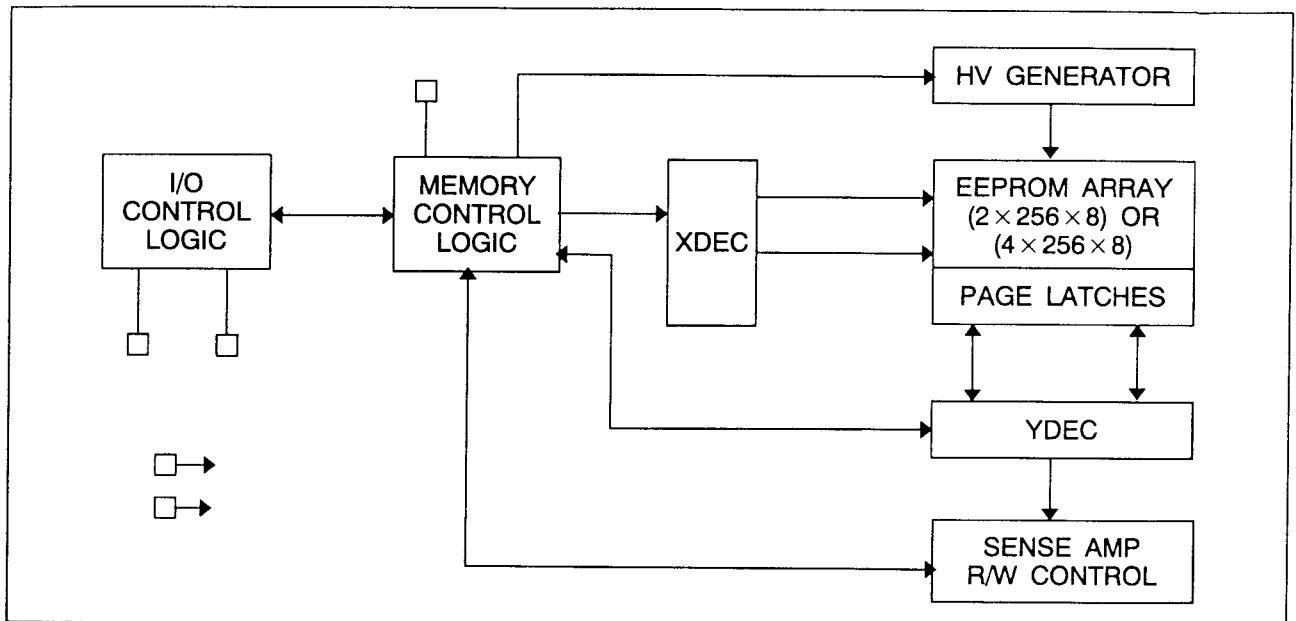 HV GENERATOR
I/O
CONTROL
LOGIC
MEMORY
CONTROL
LOGIC
XDEC
EEPROM ARRAY
(2 × 256 × 8) OR
(4 × 256 × 8)
PAGE LATCHES
YDEC
SENSE AMP
R/W CONTROL